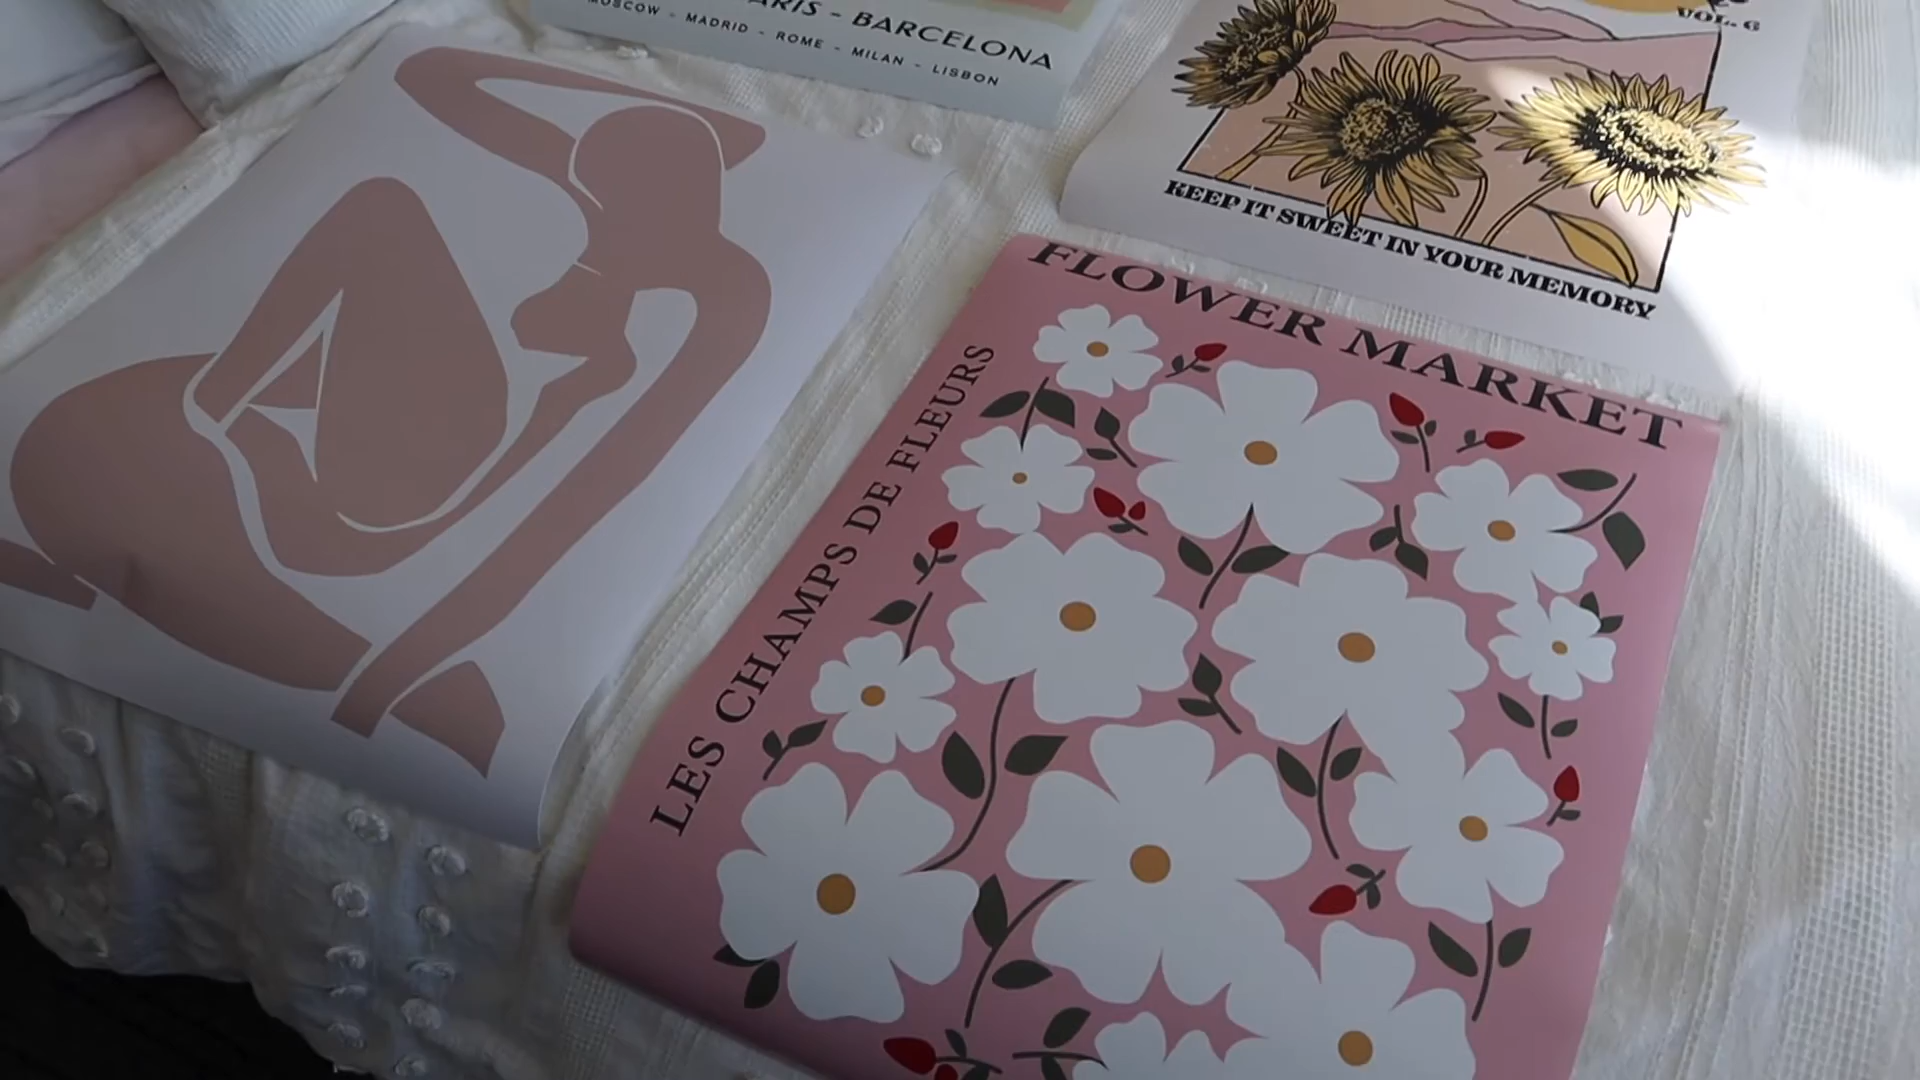 PARIS - BARCELONA
MOSCOW - MADRID - ROME - MILAN - LISBON
VOL. 6
KEEP IT SWEET IN YOUR MEMORY
FLOWER MARKET
LES CHAMPS DE FLEURS